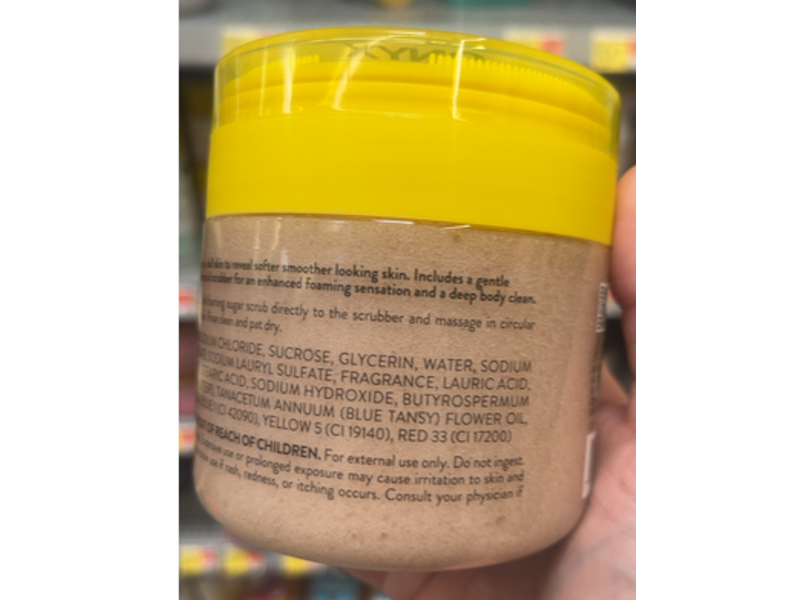 ONYX
skin to reveal softer smoother looking skin. Includes a gentle
scrubber for an enhanced foaming sensation and a deep body clean.
sugar scrub directly to the scrubber and massage in circular
rinse clean and pat dry.
CHLORIDE, SUCROSE, GLYCERIN, WATER, SODIUM
SODIUM LAURYL SULFATE, FRAGRANCE, LAURIC ACID,
ACID, SODIUM HYDROXIDE, BUTYROSPERMUM
TANACETUM ANNUUM (BLUE TANSY) FLOWER OIL,
(CI 42090), YELLOW 5 (CI 19140), RED 33 (CI 17200)
OF REACH OF CHILDREN. For external use only. Do not ingest.
or prolonged exposure may cause irritation to skin and
use if rash, redness, or itching occurs. Consult your physician if